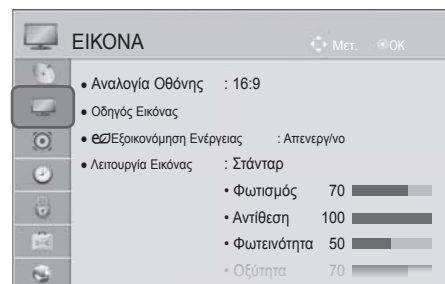 ΕΙΚΟΝΑ Μετ. OK
• Αναλογία Οθόνης : 16:9
• Οδηγός Εικόνας
• Εξοικονόμηση Ενέργειας : Απενεργ/νο
• Λειτουργία Εικόνας : Στάνταρ
• Φωτισμός 70
• Αντίθεση 100
• Φωτεινότητα 50
• Οξύτητα 70